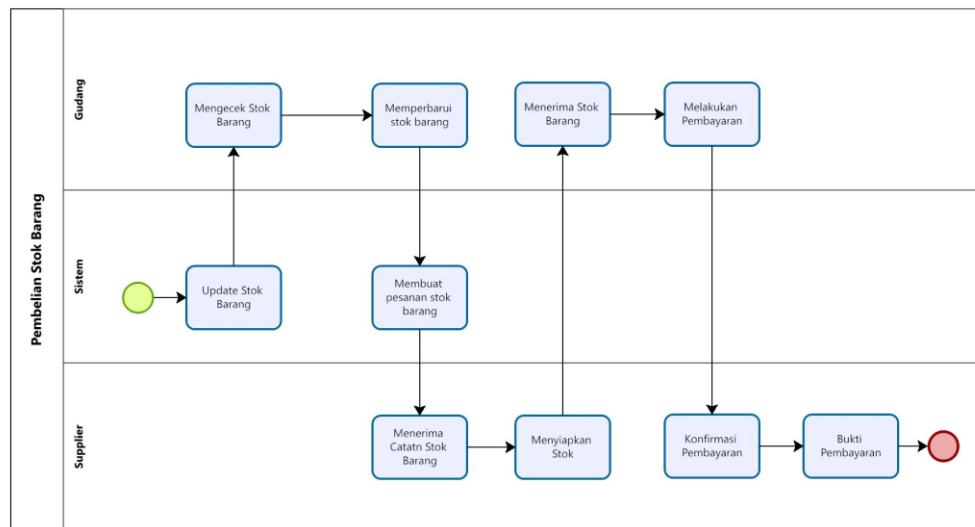 Pembelian Stok Barang
Gudang
Mengecek Stok
Barang
Memperbarui
stok barang
Menerima Stok
Barang
Melakukan
Pembayaran
Sistem
Update Stok
Barang
Membuat
pesanan stok
barang
Supplier
Menerima
Catatn Stok
Barang
Menyiapkan
Stok
Konfirmasi
Pembayaran
Bukti
Pembayaran